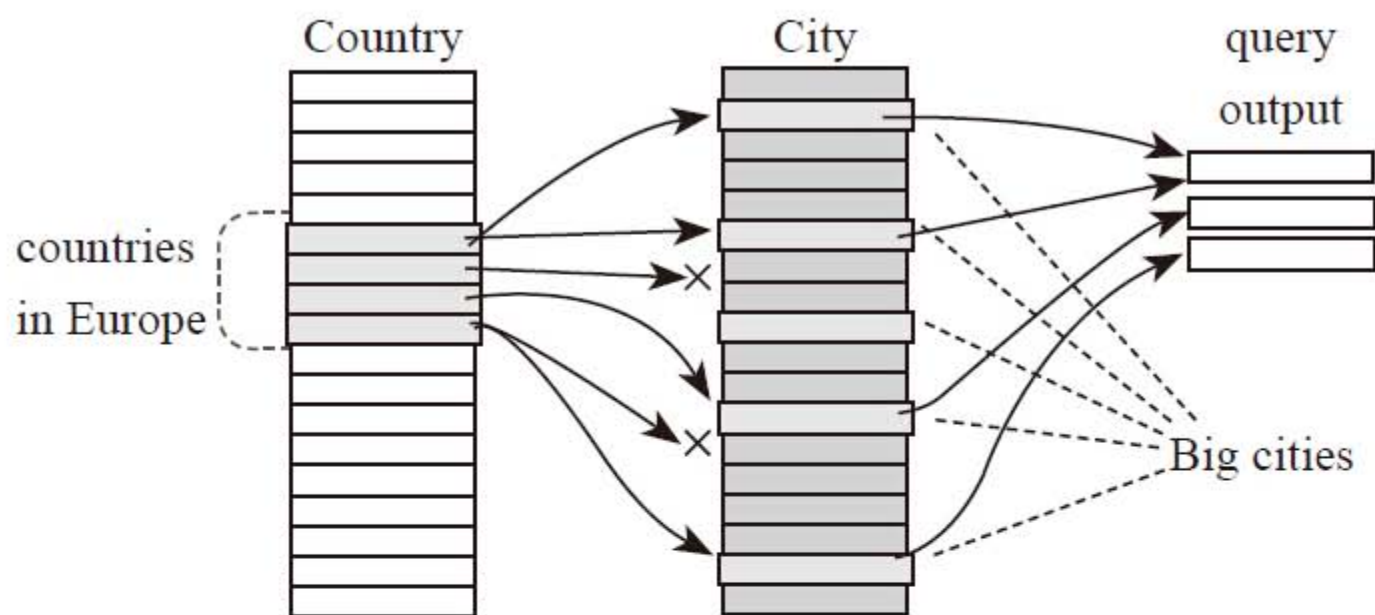 Country
City
query
output
countries
in Europe
Big cities